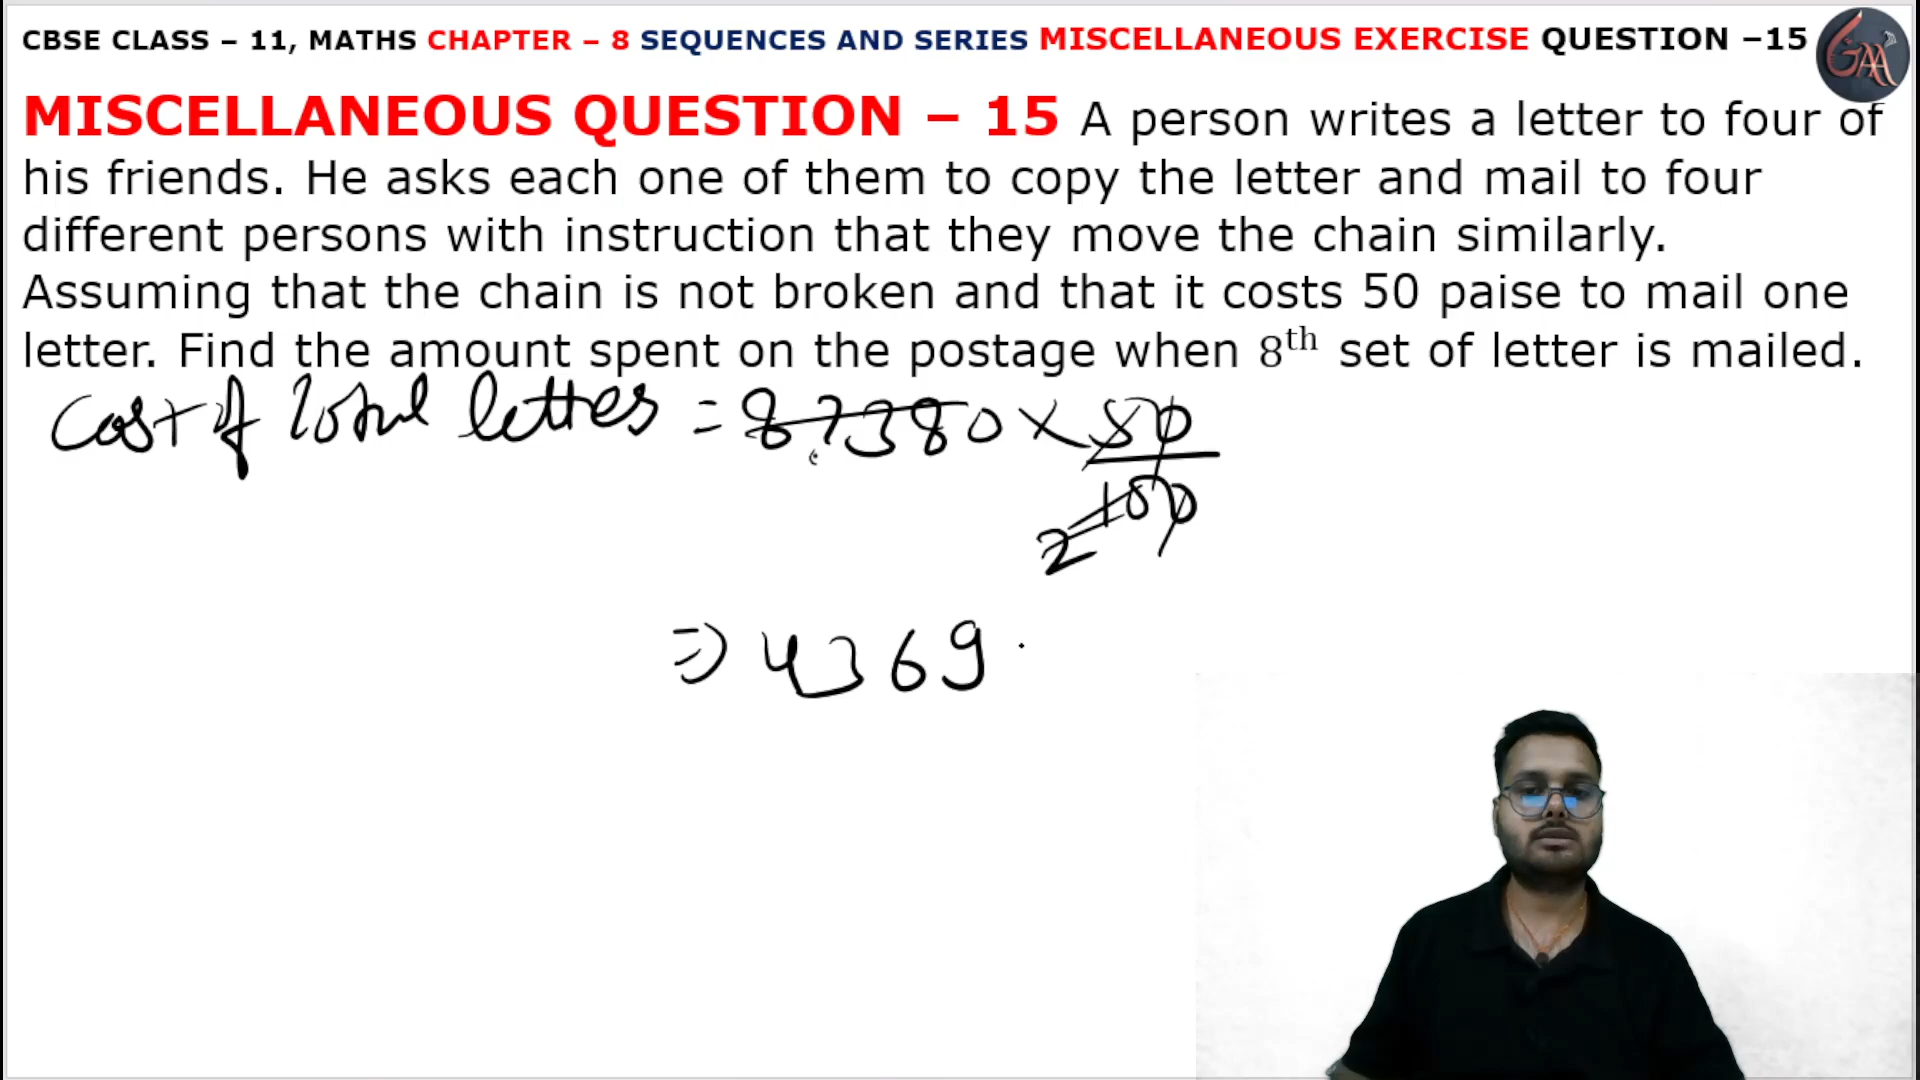 CBSE CLASS – 11, MATHS CHAPTER – 8 SEQUENCES AND SERIES MISCELLANEOUS EXERCISE QUESTION –15
MISCELLANEOUS QUESTION – 15 A person writes a letter to four of
his friends. He asks each one of them to copy the letter and mail to four
different persons with instruction that they move the chain similarly.
Assuming that the chain is not broken and that it costs 50 paise to mail one
letter. Find the amount spent on the postage when 8th set of letter is mailed.
Cost of total letters = 87380 × 50
100
2
⇒ 4369